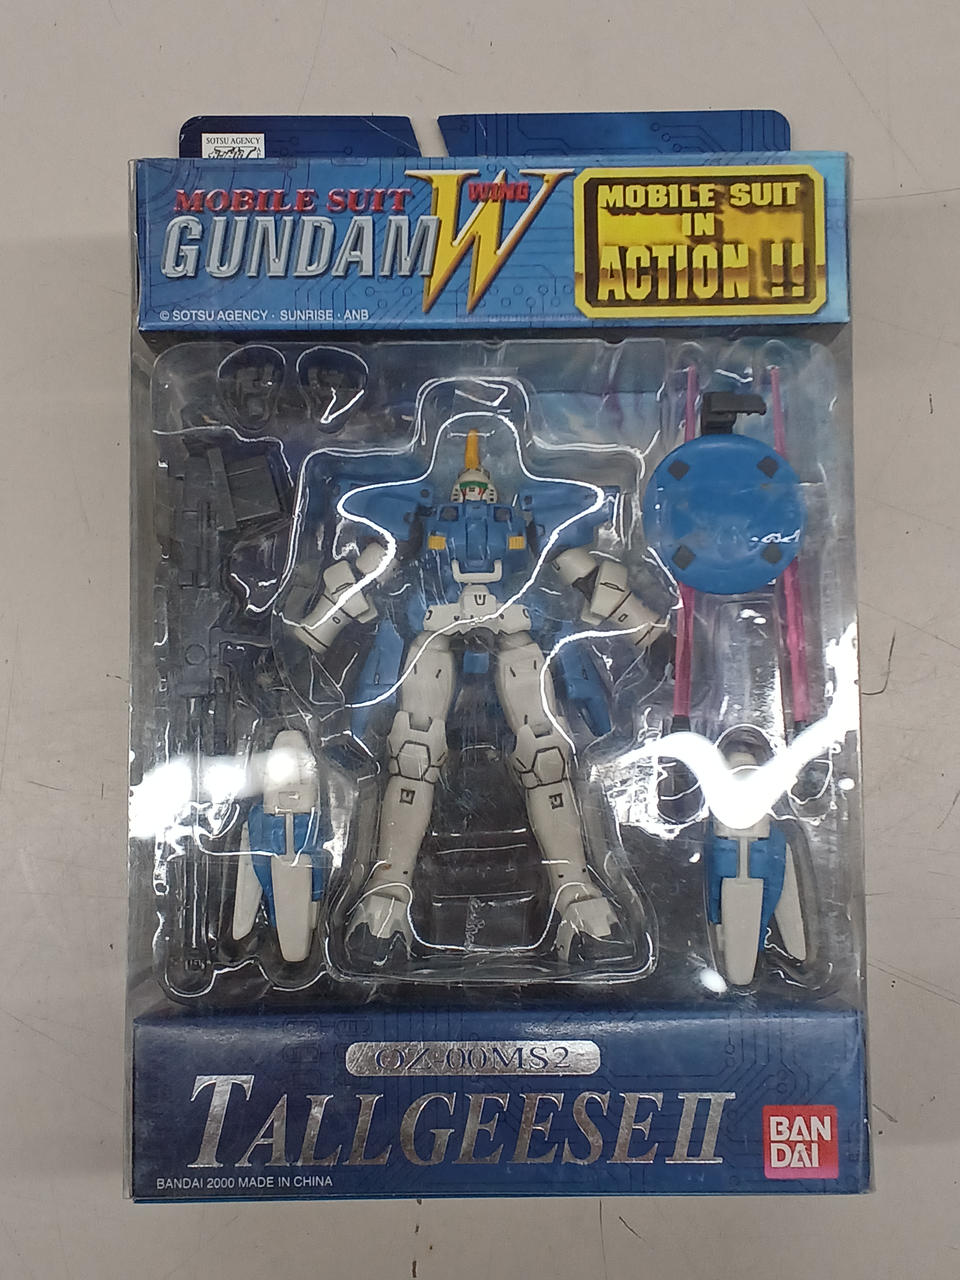 SOTSU AGENCY
MOBILE SUIT
GUNDAM W
WING
MOBILE SUIT
IN
ACTION !!
© SOTSU AGENCY · SUNRISE · ANB
OZ-00MS2
TALLGEESE II
BAN
DAI
BANDAI 2000 MADE IN CHINA